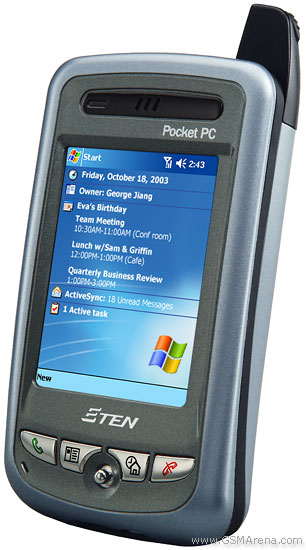 Pocket PC
Start 2:43
Friday, October 18, 2003
Owner: George Jiang
Eva's Birthday
Team Meeting
10:30AM-11:00AM (Conf room)
Lunch w/Sam & Griffin
12:00PM-1:00PM (Cafe)
Quarterly Business Review
1:00PM-3:00PM
ActiveSync: 18 Unread Messages
1 Active task
New
ETEN
www.GSMArena.com